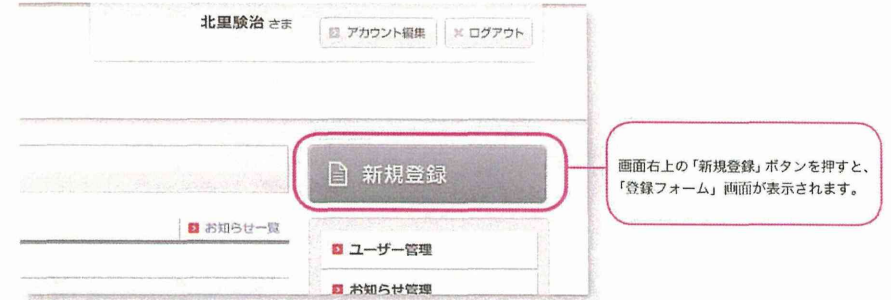 北里験治 さま
アカウント編集
ログアウト
新規登録
画面右上の「新規登録」ボタンを押すと、
「登録フォーム」画面が表示されます。
お知らせ一覧
ユーザー管理
お知らせ管理